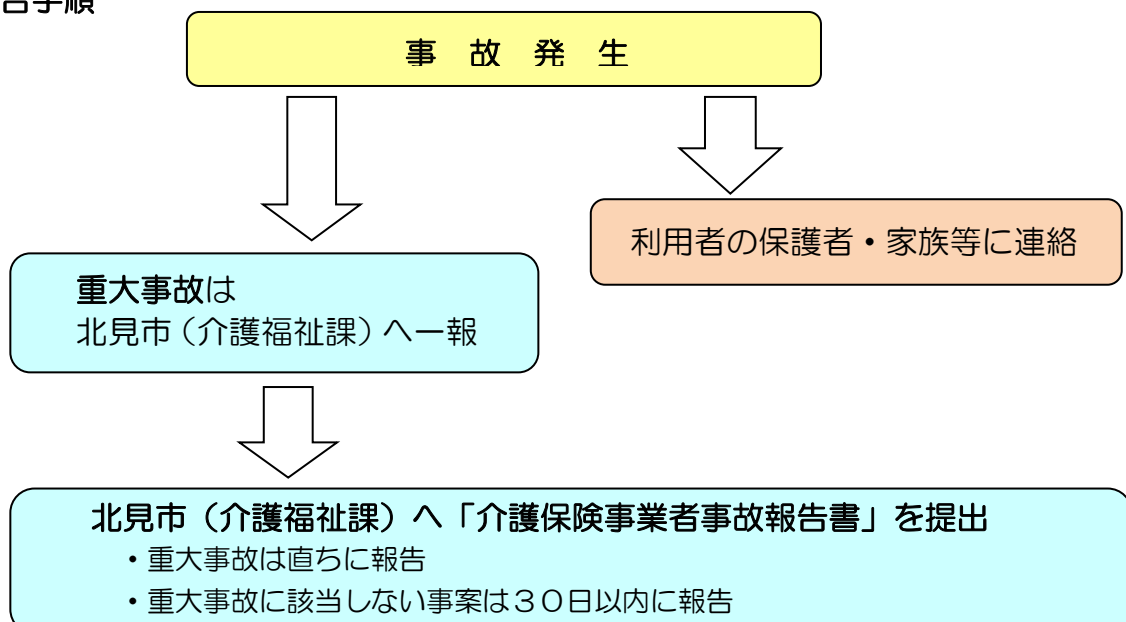 告手順
事 故 発 生
利用者の保護者・家族等に連絡
重大事故は
北見市(介護福祉課)へ一報
北見市(介護福祉課)へ「介護保険事業者事故報告書」を提出
・重大事故は直ちに報告
・重大事故に該当しない事案は30日以内に報告